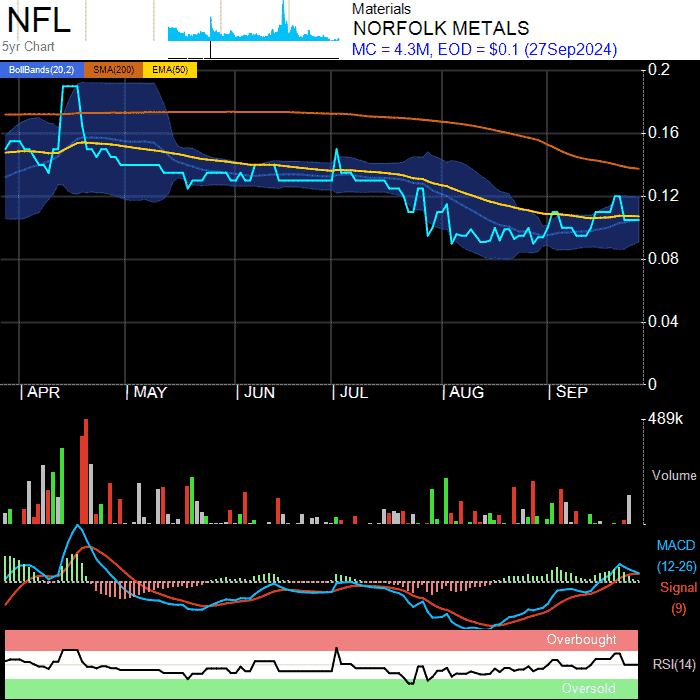 NFL
5yr Chart
Materials
NORFOLK METALS
MC = 4.3M, EOD = $0.1 (27Sep2024)
BollBands(20,2) SMA(200) EMA(50)
0.2
0.16
0.12
0.08
0.04
0
APR MAY JUN JUL AUG SEP
489k
Volume
MACD
(12-26)
Signal
(9)
Overbought
RSI(14)
Oversold